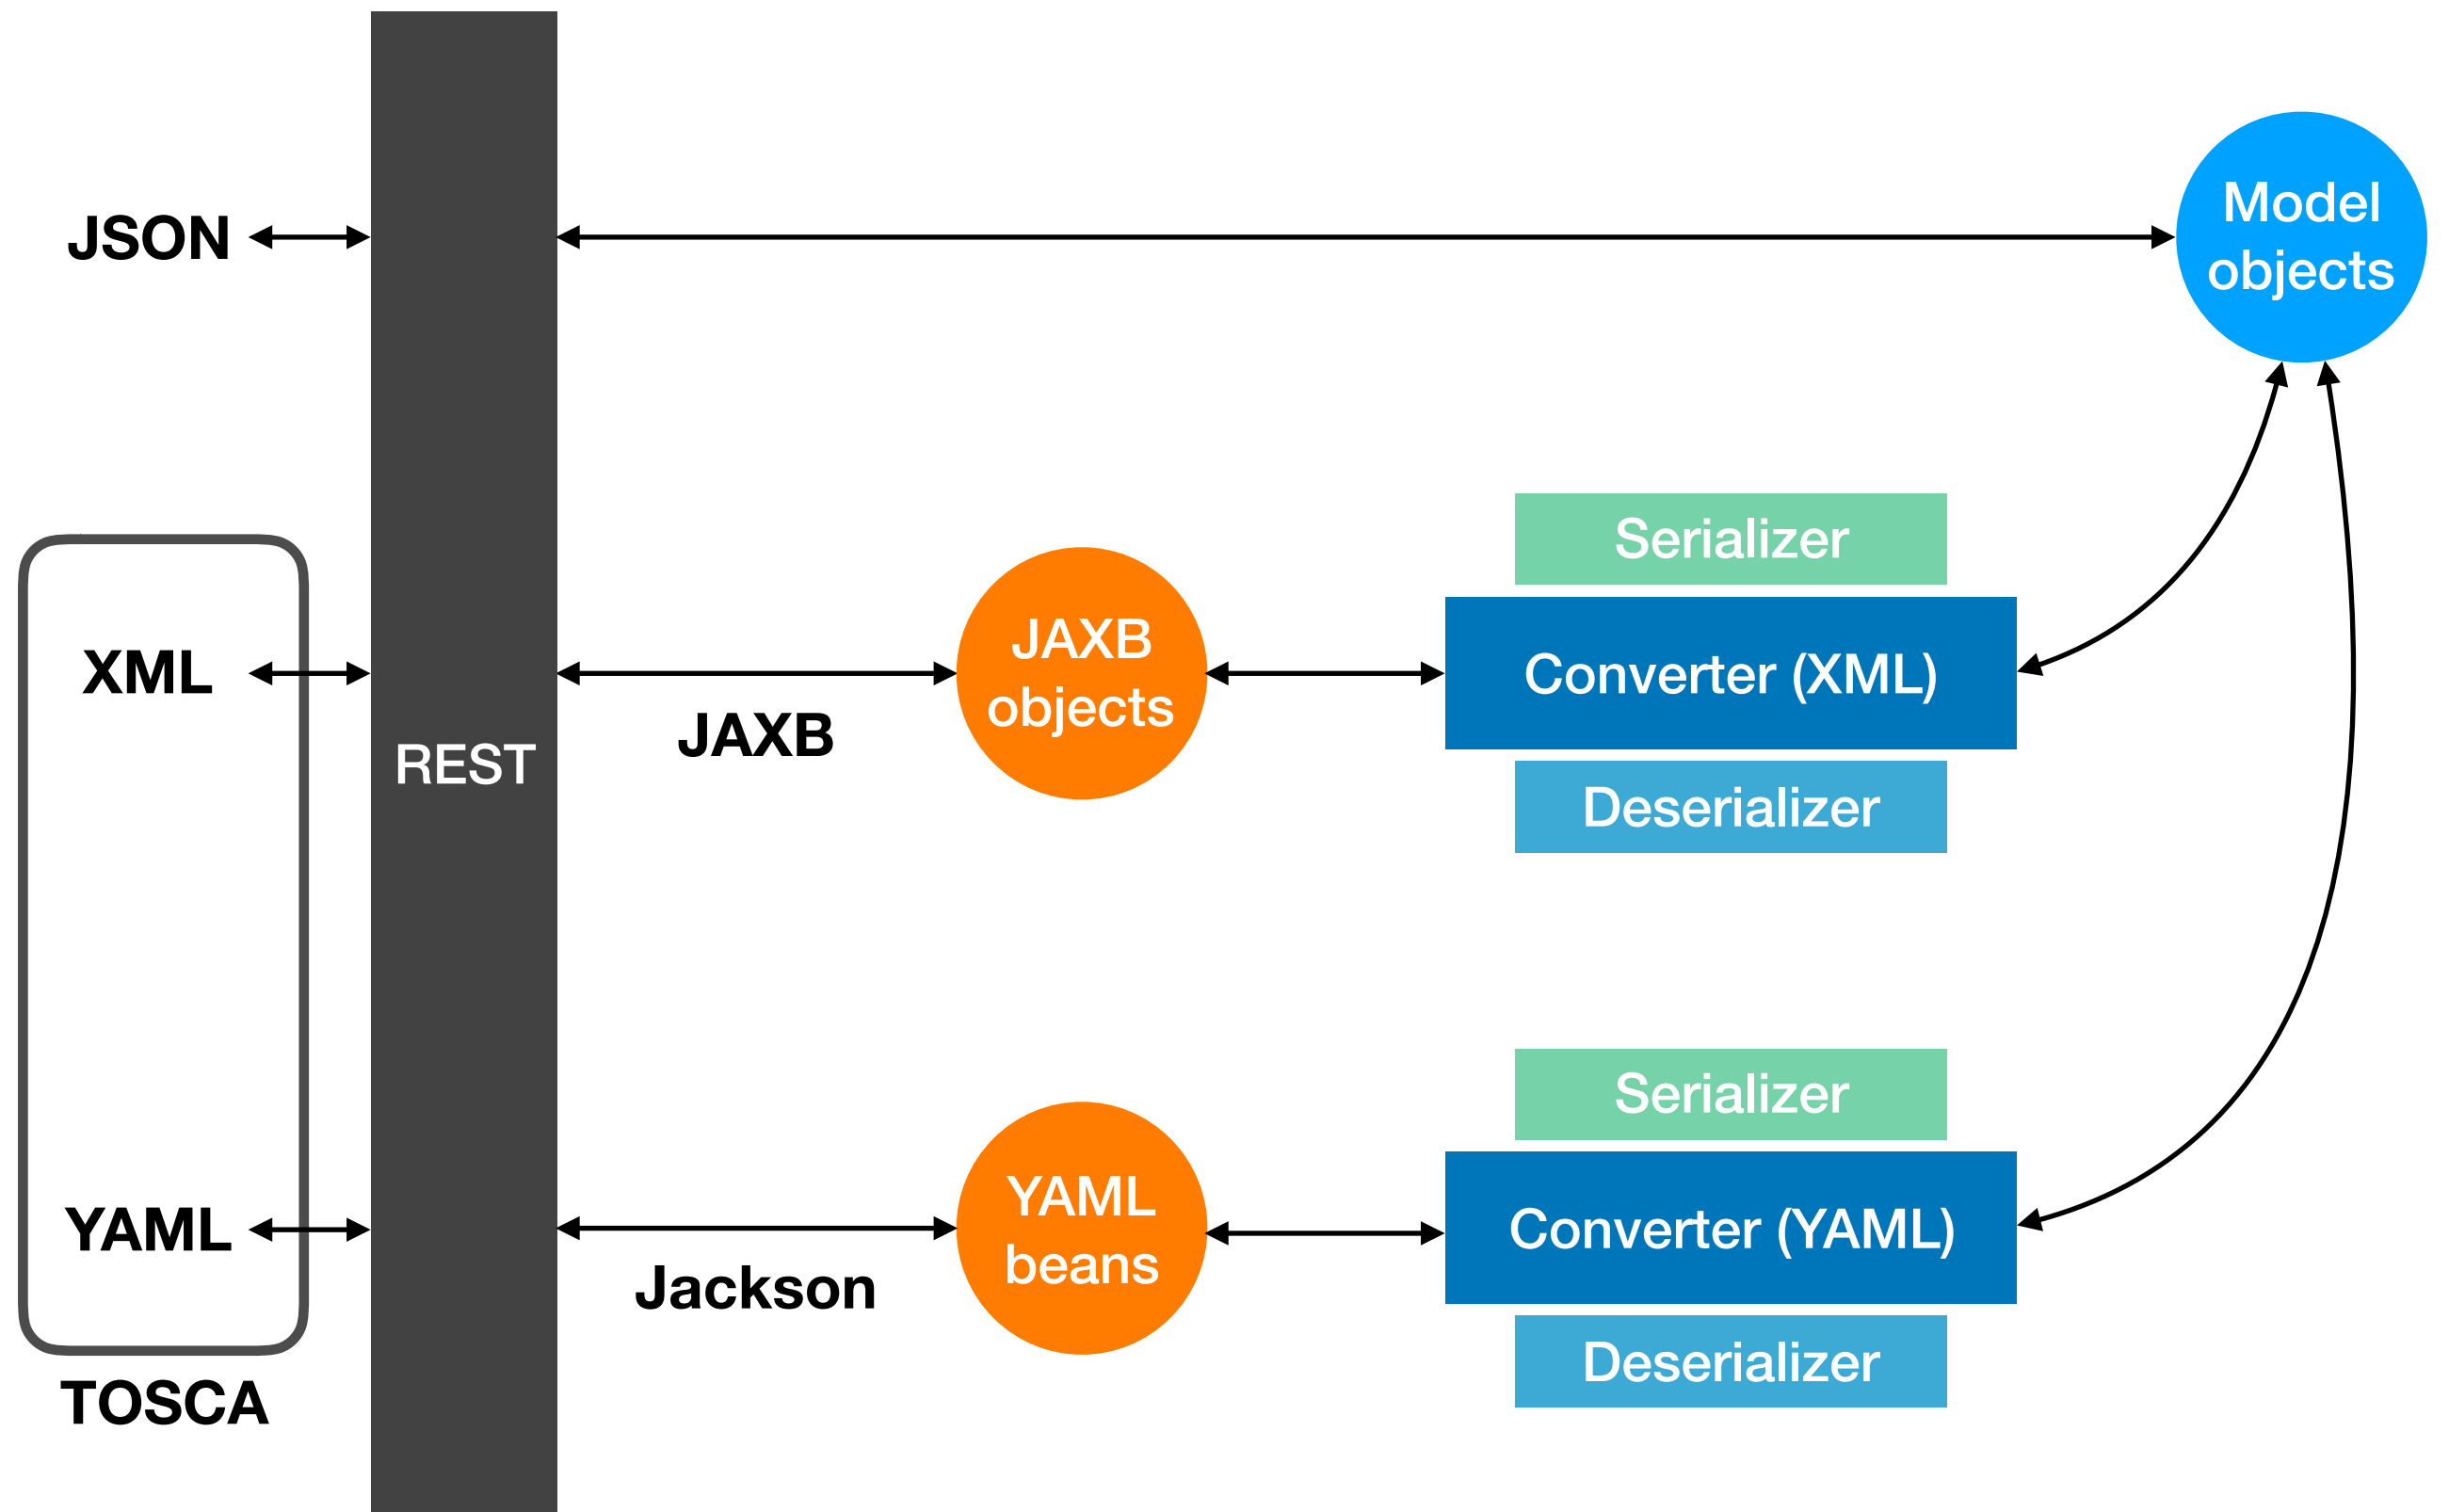 JSON
Model
objects
Serializer
XML
JAXB
objects
Converter (XML)
REST
JAXB
Deserializer
Serializer
YAML
YAML
beans
Converter (YAML)
Jackson
Deserializer
TOSCA